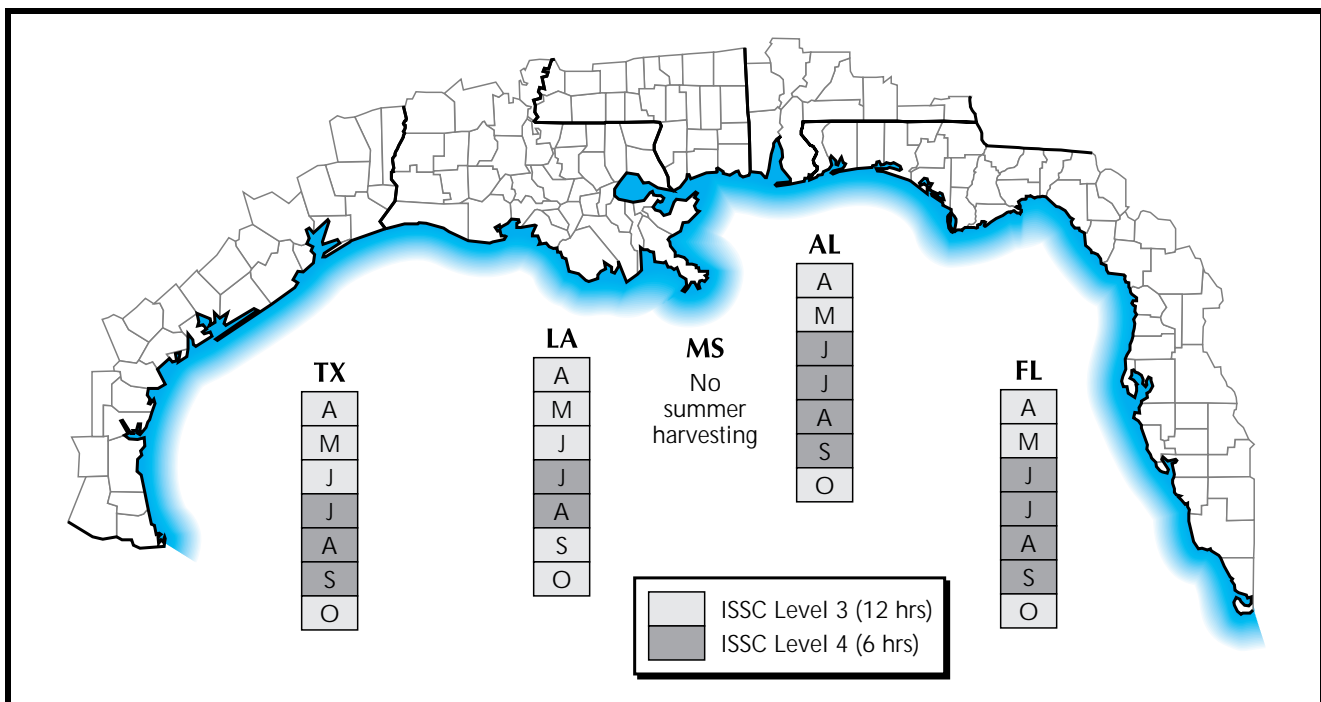 TX
A
M
J
J
A
S
O
LA
A
M
J
J
A
S
O
MS
No
summer
harvesting
AL
A
M
J
J
A
S
O
FL
A
M
J
J
A
S
O
ISSC Level 3 (12 hrs)
ISSC Level 4 (6 hrs)